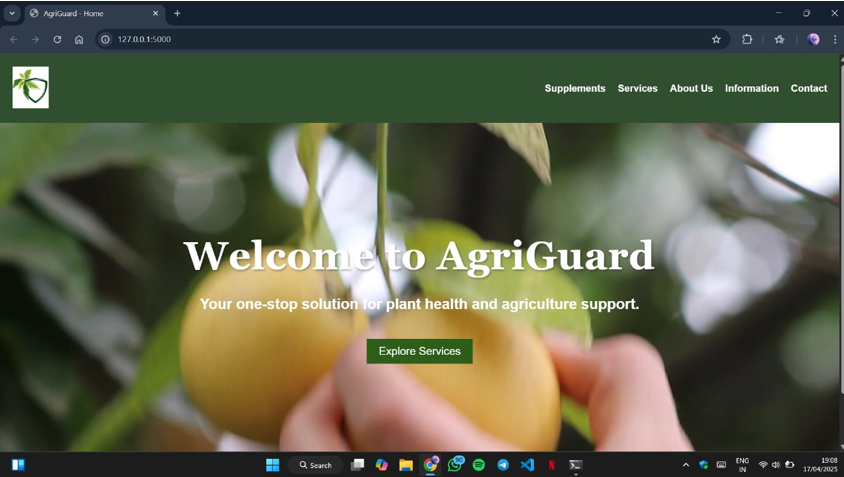 AgriGuard - Home
127.0.0.1:5000
Supplements Services About Us Information Contact
Welcome to AgriGuard
Your one-stop solution for plant health and agriculture support.
Explore Services
Search
ENG
IN
19:08
17/04/2025